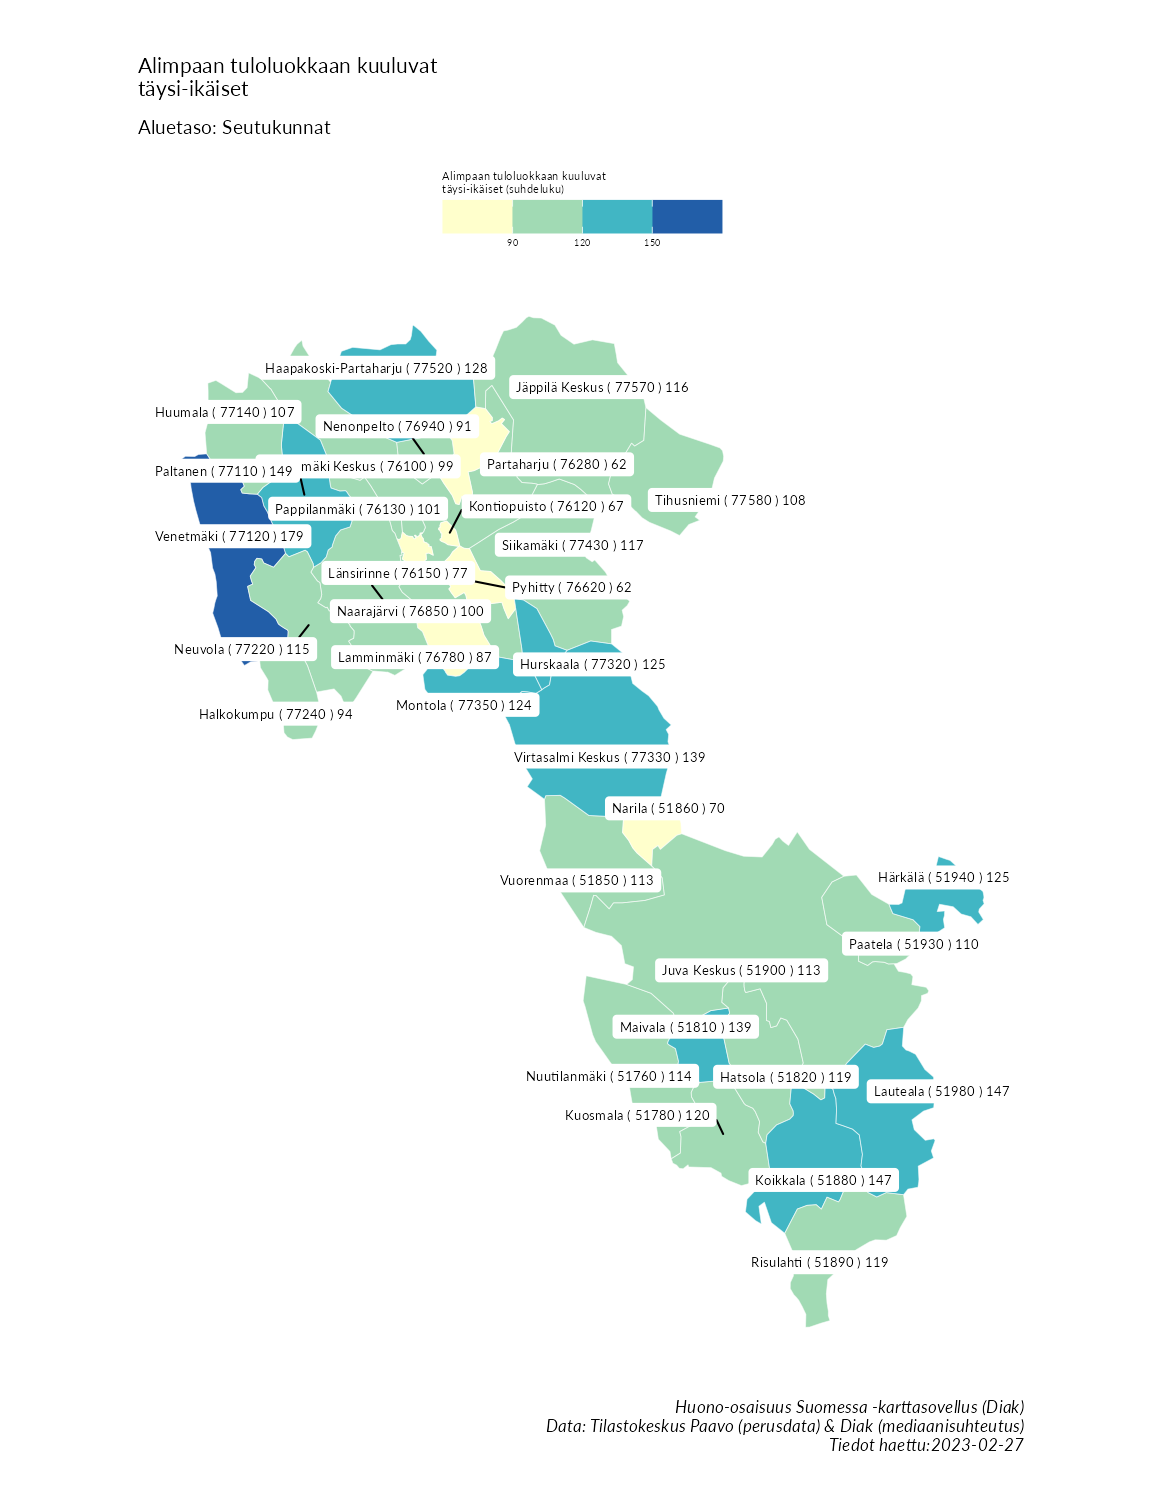 Alimpaan tuloluokkaan kuuluvat
täysi-ikäiset
Aluetaso: Seutukunnat
Alimpaan tuloluokkaan kuuluvat
täysi-ikäiset (suhdeluku)
90 120 150
Haapakoski-Partaharju ( 77520 ) 128
Jäppilä Keskus ( 77570 ) 116
Huumala ( 77140 ) 107
Nenonpelto ( 76940 ) 91
Paltanen ( 77110 ) 149
mäki Keskus ( 76100 ) 99
Partaharju ( 76280 ) 62
Tihusniemi ( 77580 ) 108
Pappilanmäki ( 76130 ) 101
Kontiopuisto ( 76120 ) 67
Venetmäki ( 77120 ) 179
Siikamäki ( 77430 ) 117
Länsirinne ( 76150 ) 77
Pyhitty ( 76620 ) 62
Naarajärvi ( 76850 ) 100
Neuvola ( 77220 ) 115
Lamminmäki ( 76780 ) 87
Hurskaala ( 77320 ) 125
Montola ( 77350 ) 124
Halkokumpu ( 77240 ) 94
Virtasalmi Keskus ( 77330 ) 139
Narila ( 51860 ) 70
Vuorenmaa ( 51850 ) 113
Härkälä ( 51940 ) 125
Paatela ( 51930 ) 110
Juva Keskus ( 51900 ) 113
Maivala ( 51810 ) 139
Nuutilanmäki ( 51760 ) 114
Hatsola ( 51820 ) 119
Lauteala ( 51980 ) 147
Kuosmala ( 51780 ) 120
Koikkala ( 51880 ) 147
Risulahti ( 51890 ) 119
Huono-osaisuus Suomessa -karttasovellus (Diak)
Data: Tilastokeskus Paavo (perusdata) & Diak (mediaanisuhteutus)
Tiedot haettu:2023-02-27